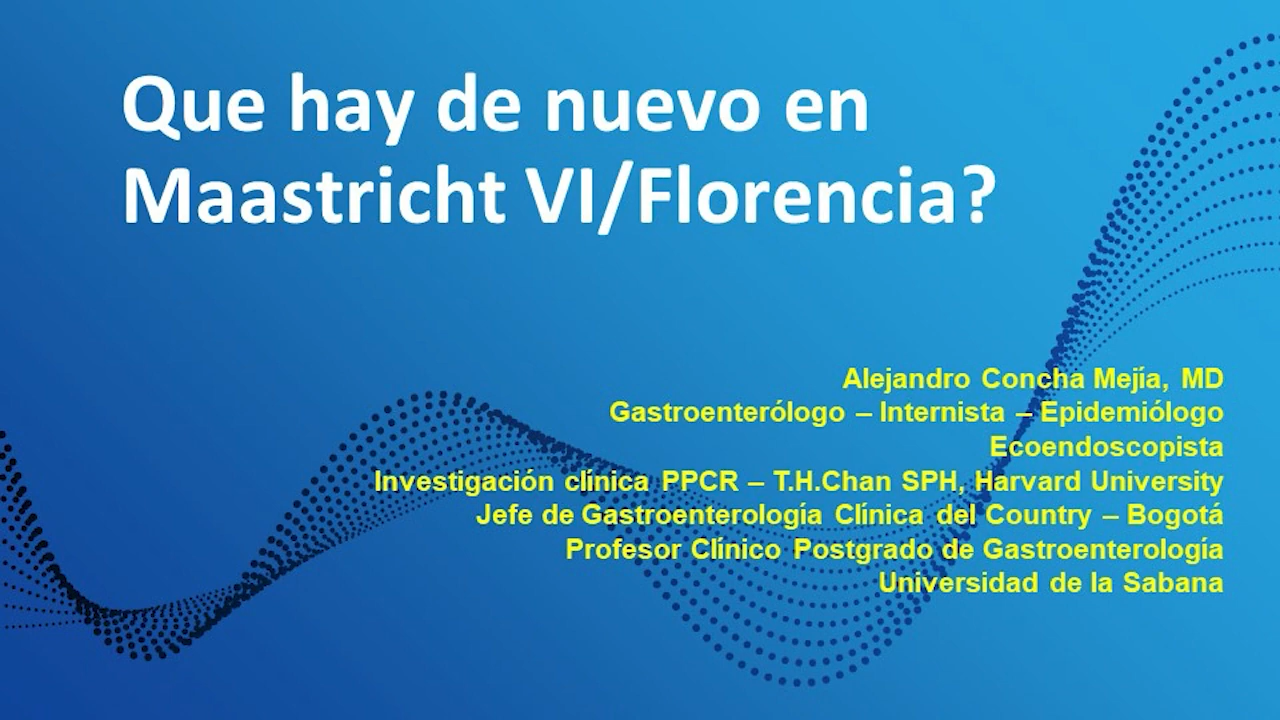 Que hay de nuevo en
Maastricht VI/Florencia?
Alejandro Concha Mejía, MD
Gastroenterólogo – Internista – Epidemiólogo
Ecoendoscopista
Investigación clínica PPCR – T.H.Chan SPH, Harvard University
Jefe de Gastroenterología Clínica del Country – Bogotá
Profesor Clínico Postgrado de Gastroenterología
Universidad de la Sabana